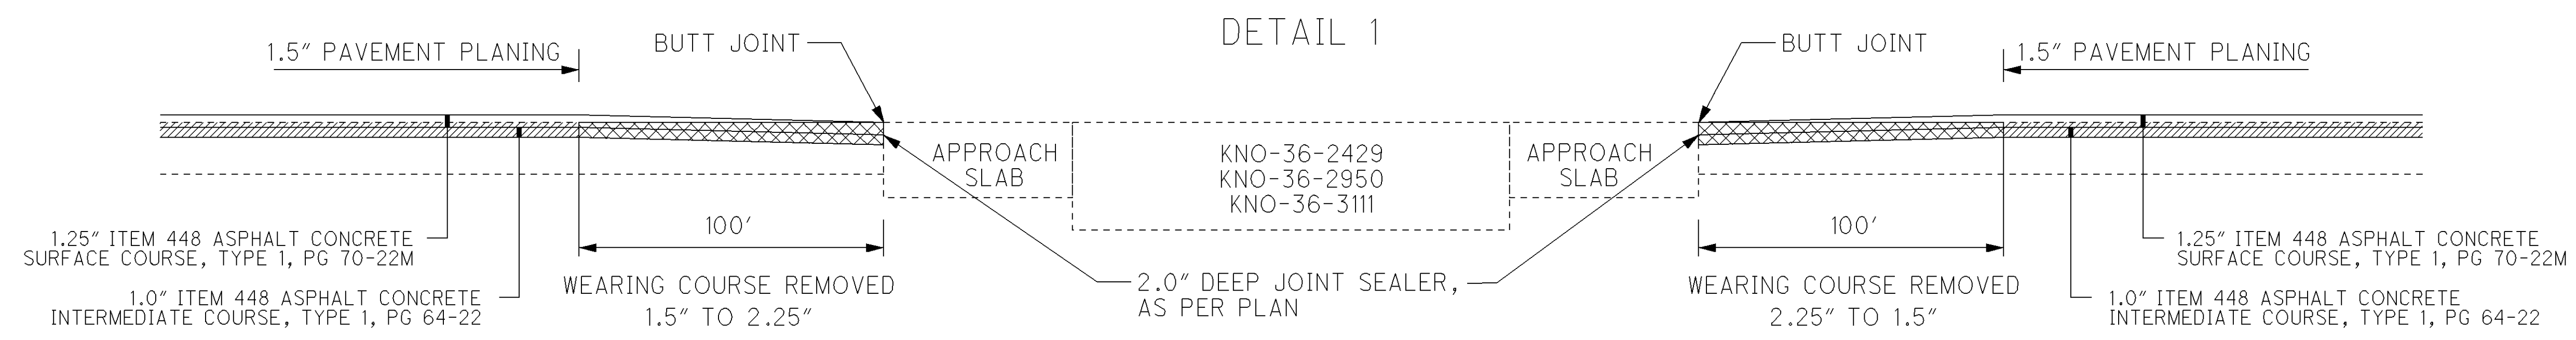 DETAIL 1
1.5" PAVEMENT PLANING
BUTT JOINT
BUTT JOINT
1.5" PAVEMENT PLANING
APPROACH
SLAB
KNO-36-2429
KNO-36-2950
KNO-36-3111
APPROACH
SLAB
1.25" ITEM 448 ASPHALT CONCRETE
SURFACE COURSE, TYPE 1, PG 70-22M
1.0" ITEM 448 ASPHALT CONCRETE
INTERMEDIATE COURSE, TYPE 1, PG 64-22
100'
WEARING COURSE REMOVED
1.5" TO 2.25"
2.0" DEEP JOINT SEALER,
AS PER PLAN
100'
WEARING COURSE REMOVED
2.25" TO 1.5"
1.25" ITEM 448 ASPHALT CONCRETE
SURFACE COURSE, TYPE 1, PG 70-22M
1.0" ITEM 448 ASPHALT CONCRETE
INTERMEDIATE COURSE, TYPE 1, PG 64-22